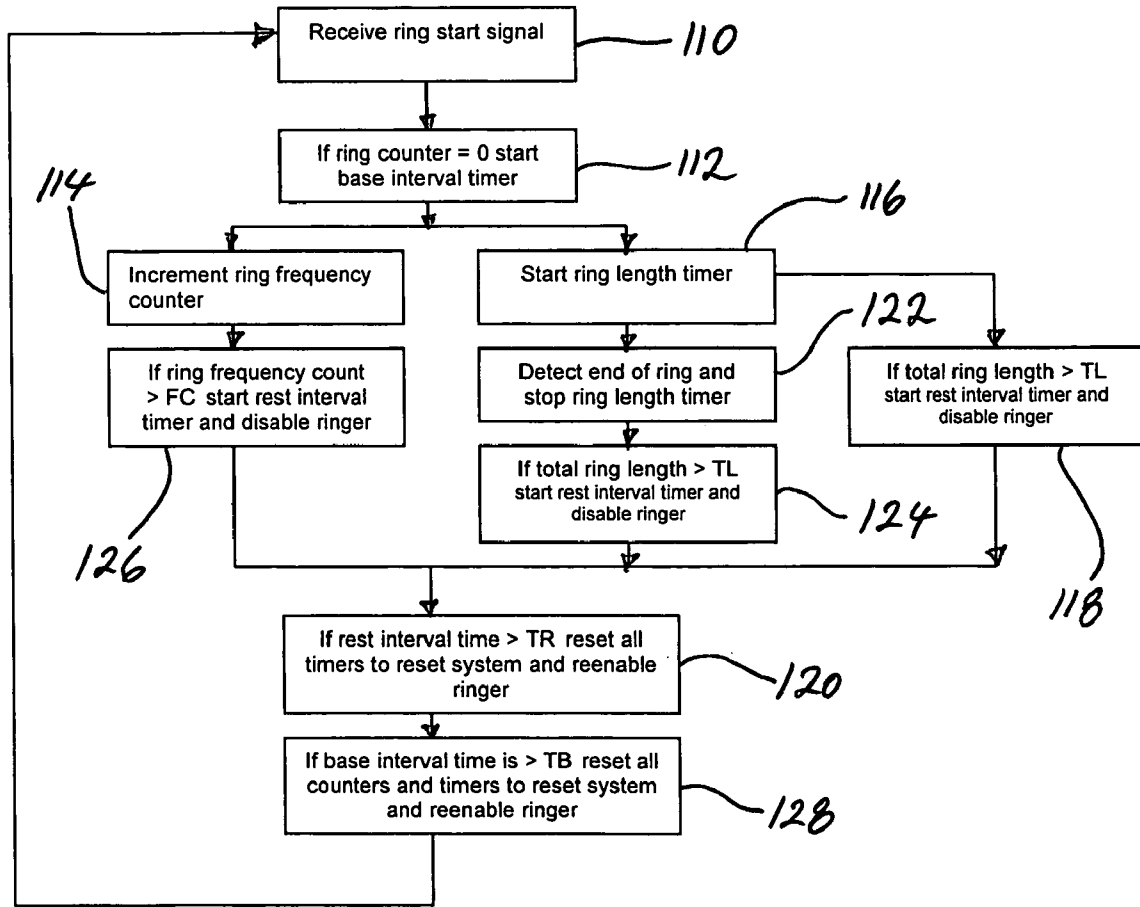 Receive ring start signal
110
If ring counter = 0 start
base interval timer
112
114
116
Increment ring frequency
counter
Start ring length timer
122
If ring frequency count
> FC start rest interval
timer and disable ringer
Detect end of ring and
stop ring length timer
If total ring length > TL
start rest interval timer and
disable ringer
If total ring length > TL
start rest interval timer and
disable ringer
124
126
118
If rest interval time > TR reset all
timers to reset system and reenable
ringer
120
If base interval time is > TB reset all
counters and timers to reset system
and reenable ringer
128